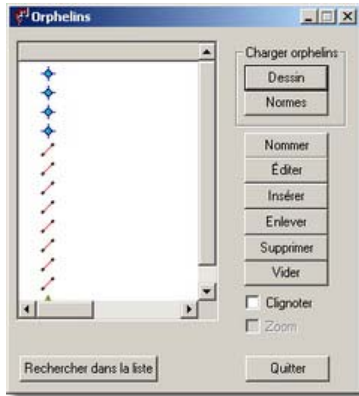 Orphelins
Charger orphelins
Dessin
Normes
Nommer
Éditer
Insérer
Enlever
Supprimer
Vider
Clignoter
Zoom
Rechercher dans la liste
Quitter